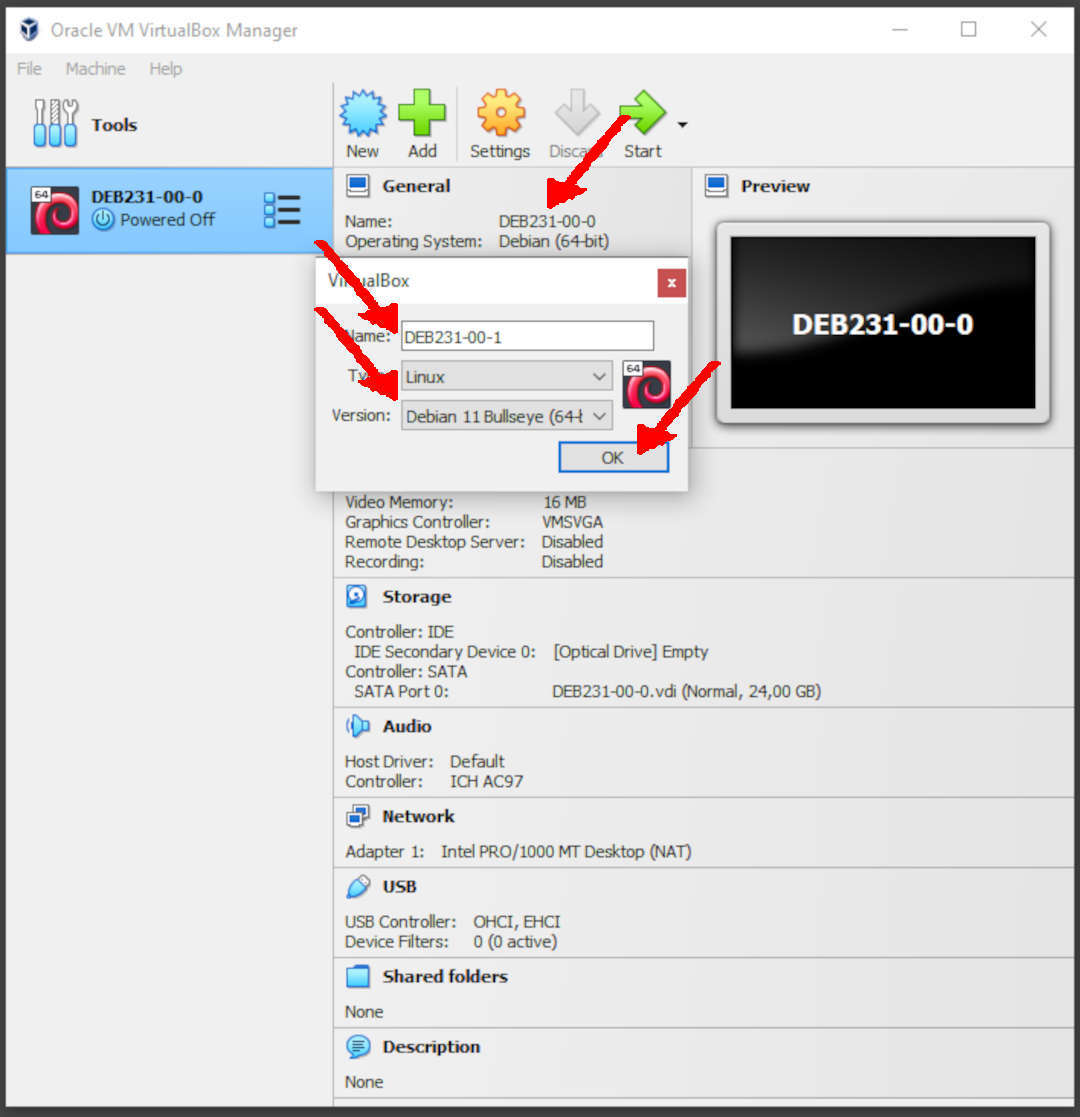 Oracle VM VirtualBox Manager
File Machine Help
Tools
New Add Settings Start
64
DEB231-00-0
Powered Off
General
Name: DEB231-00-0
Operating System: Debian (64-bit)
Preview
DEB231-00-0
VirtualBox
x
Name: DEB231-00-1
Linux
64
Version: Debian 11 Bullseye (64-
OK
Video Memory: 16 MB
Graphics Controller: VMSVGA
Remote Desktop Server: Disabled
Recording: Disabled
Storage
Controller: IDE
IDE Secondary Device 0: [Optical Drive] Empty
Controller: SATA
SATA Port 0: DEB231-00-0.vdi (Normal, 24,00 GB)
Audio
Host Driver: Default
Controller: ICH AC97
Network
Adapter 1: Intel PRO/1000 MT Desktop (NAT)
USB
USB Controller: OHCI, EHCI
Device Filters: 0 (0 active)
Shared folders
None
Description
None